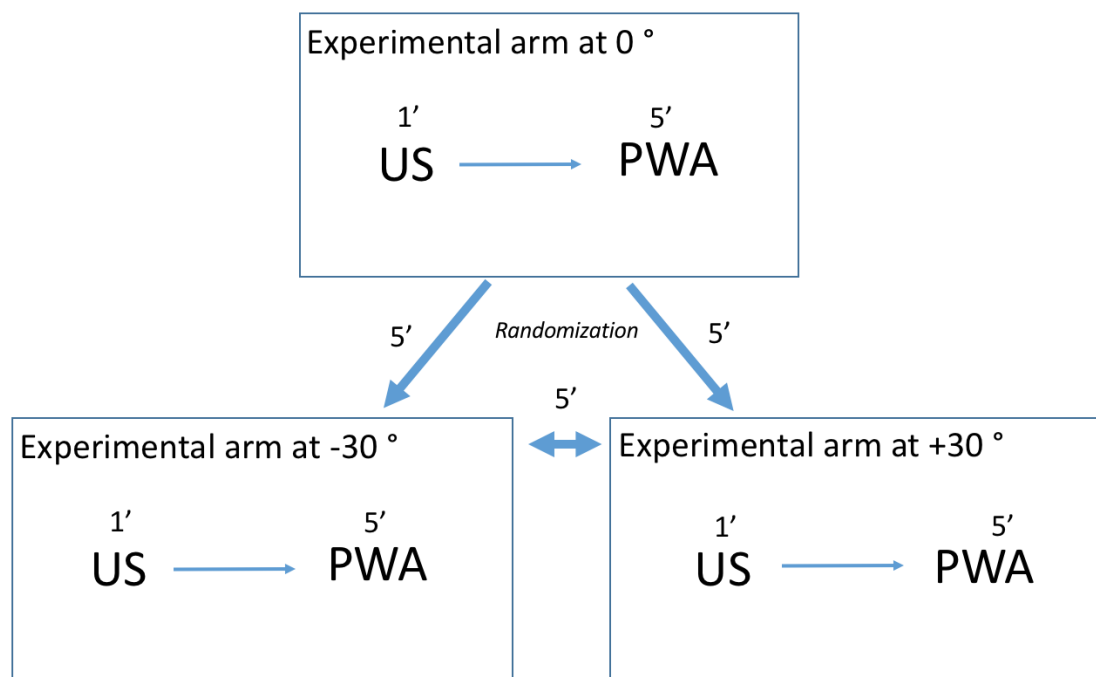 Experimental arm at 0 °
1’ 5’
US PWA
5’ Randomization 5’
5’
Experimental arm at -30 ° Experimental arm at +30 °
1’ 5’ 1’ 5’
US PWA US PWA